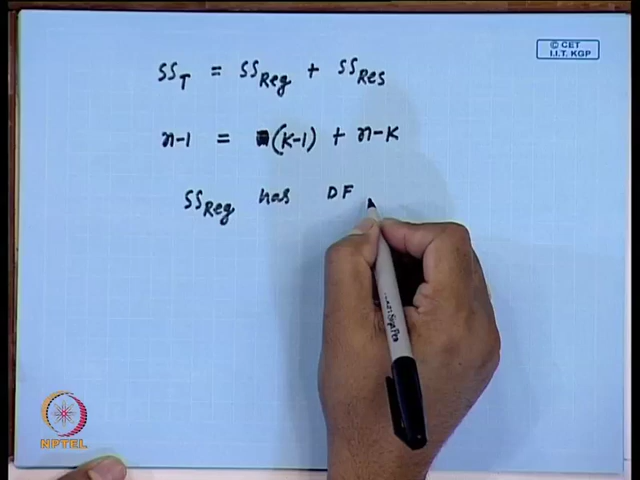 © CET
I.I.T. KGP
SS_T = SS_Reg + SS_Res
n-1 = (K-1) + n-K
SS_Reg has DF
NPTEL